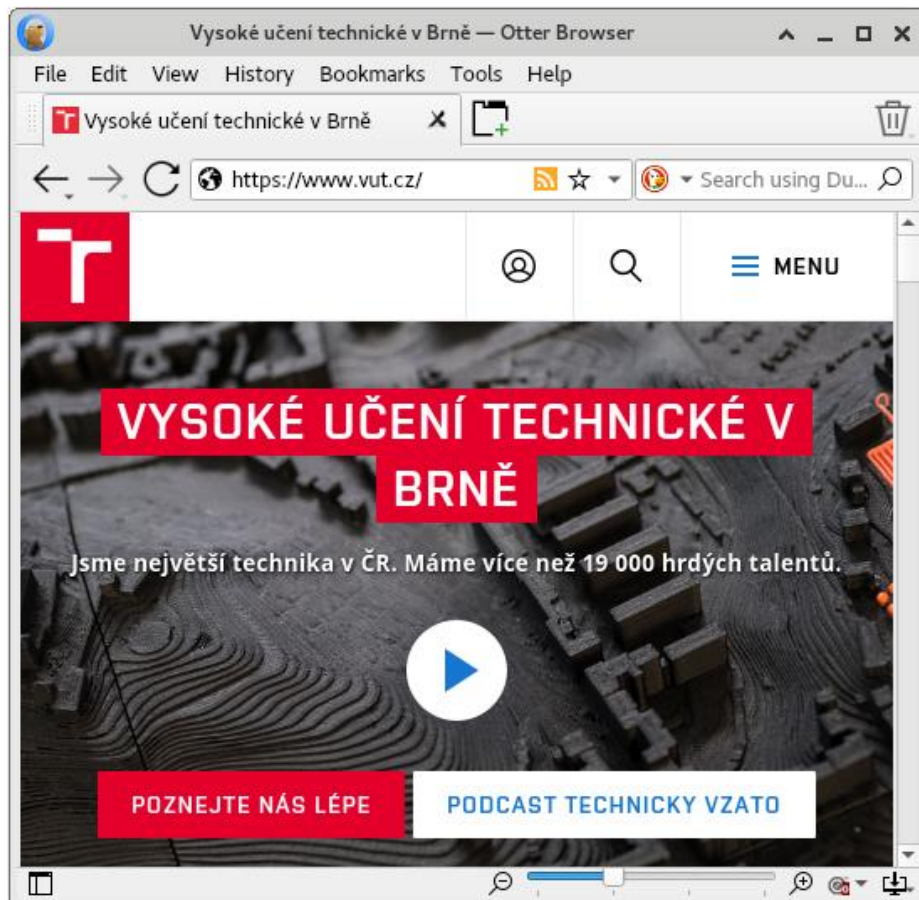 Vysoké učení technické v Brně — Otter Browser
File Edit View History Bookmarks Tools Help
Vysoké učení technické v Brně
https://www.vut.cz/ Search using Du...
MENU
VYSOKÉ UČENÍ TECHNICKÉ V
BRNĚ
Jsme největší technika v ČR. Máme více než 19 000 hrdých talentů.
POZNEJTE NÁS LÉPE PODCAST TECHNICKY VZATO